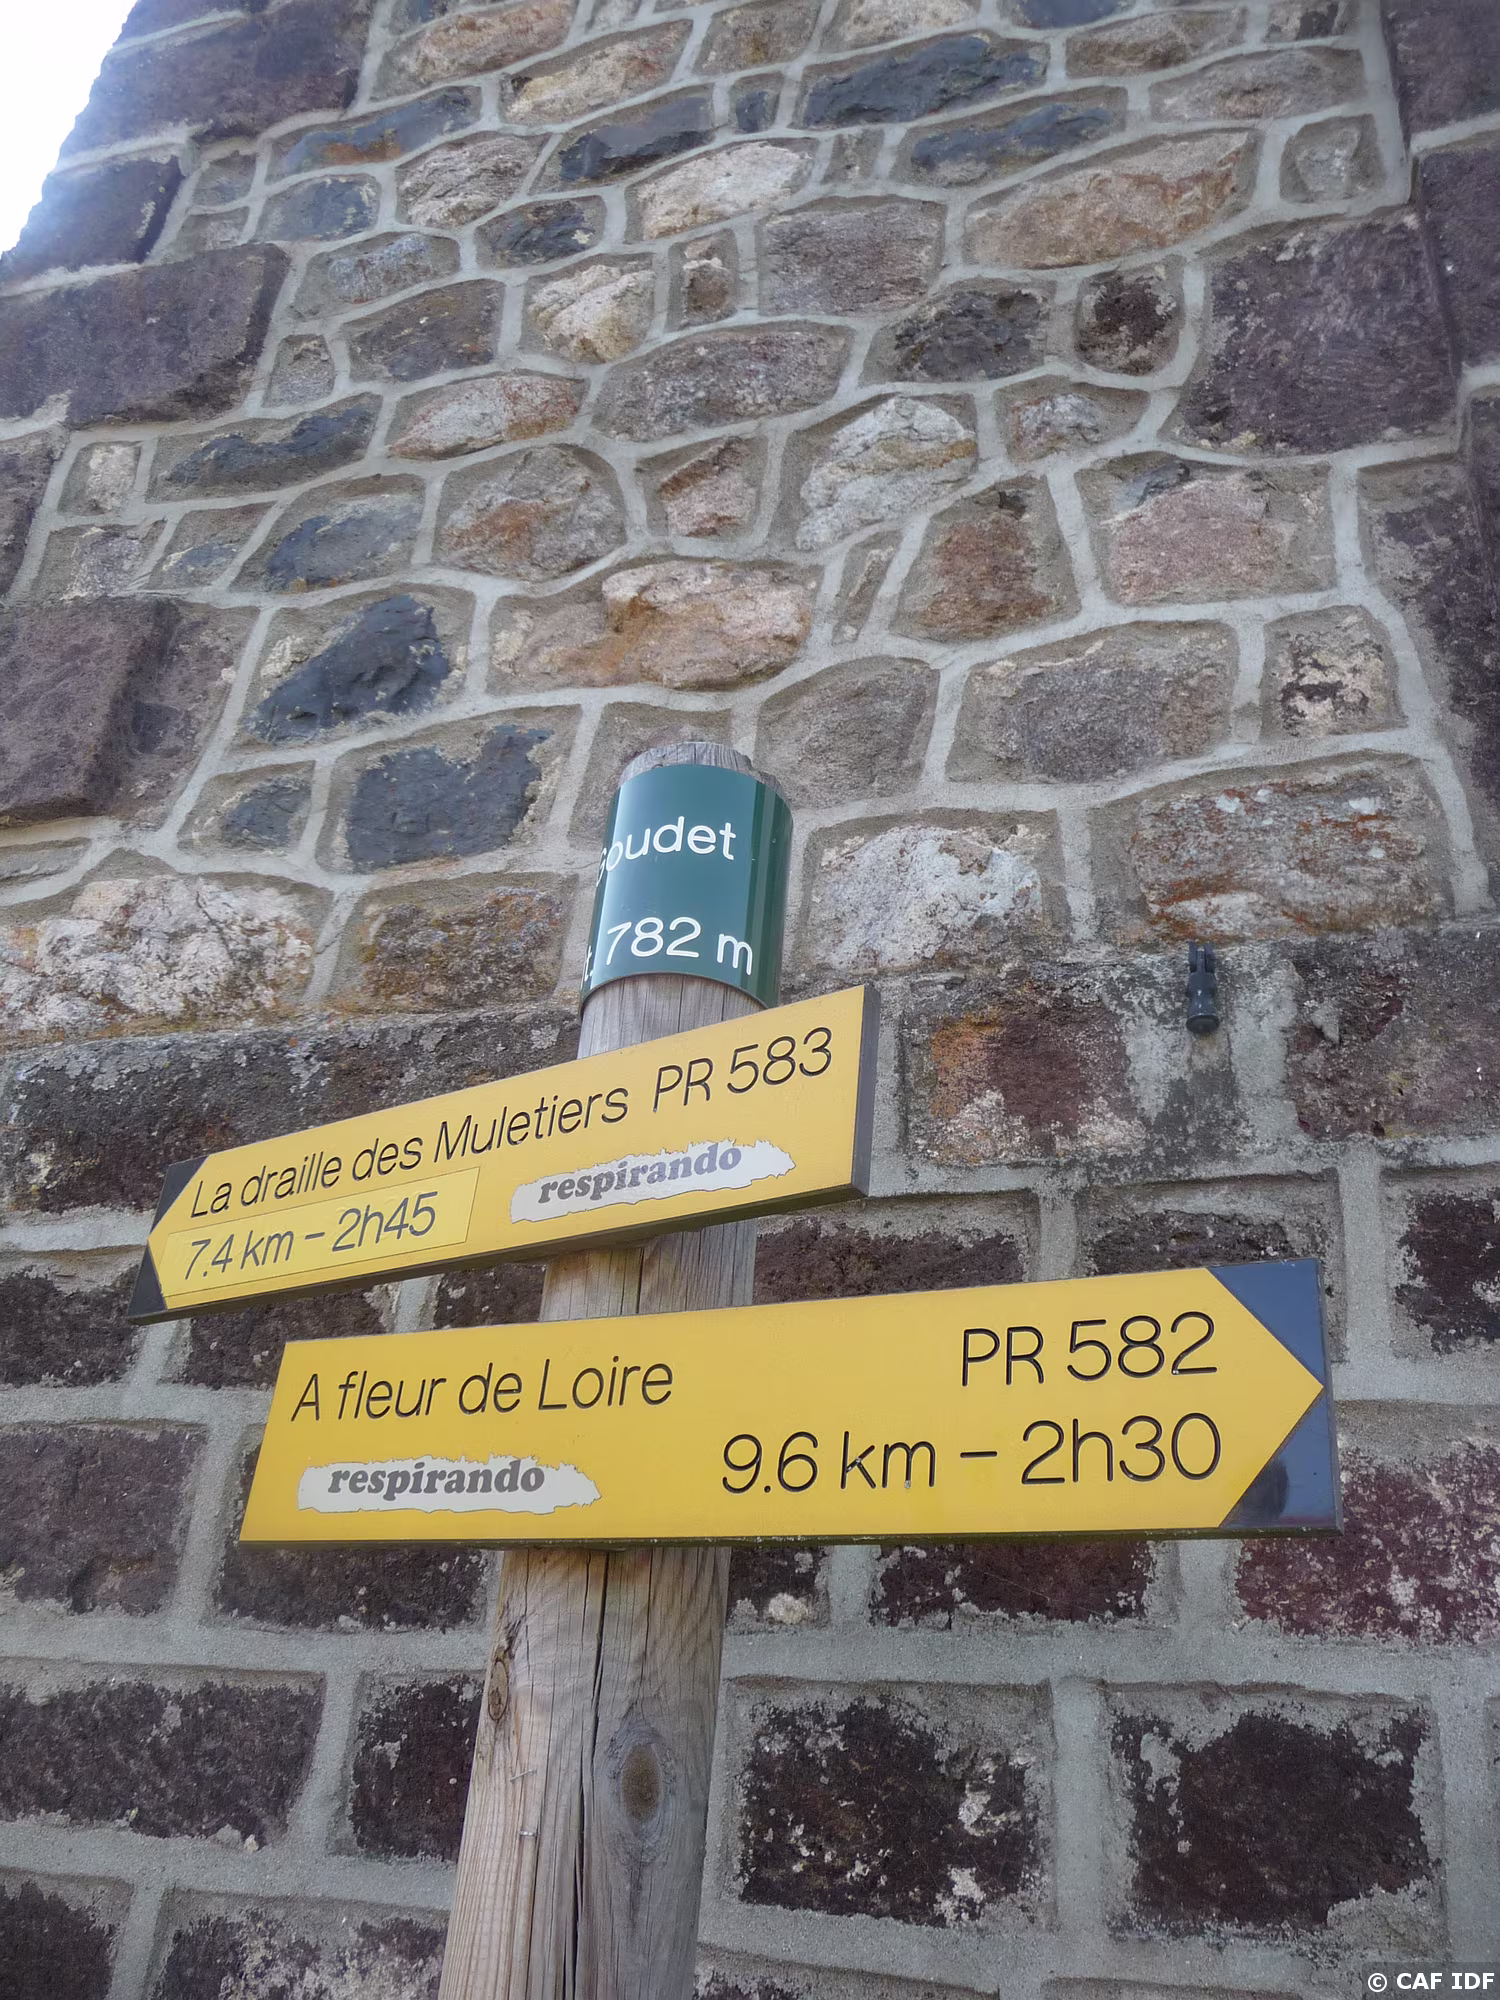 Goudet
t. 782 m
La draille des Muletiers PR 583
7.4 km - 2h45
respirando
A fleur de Loire PR 582
respirando 9.6 km - 2h30
© CAF IDF